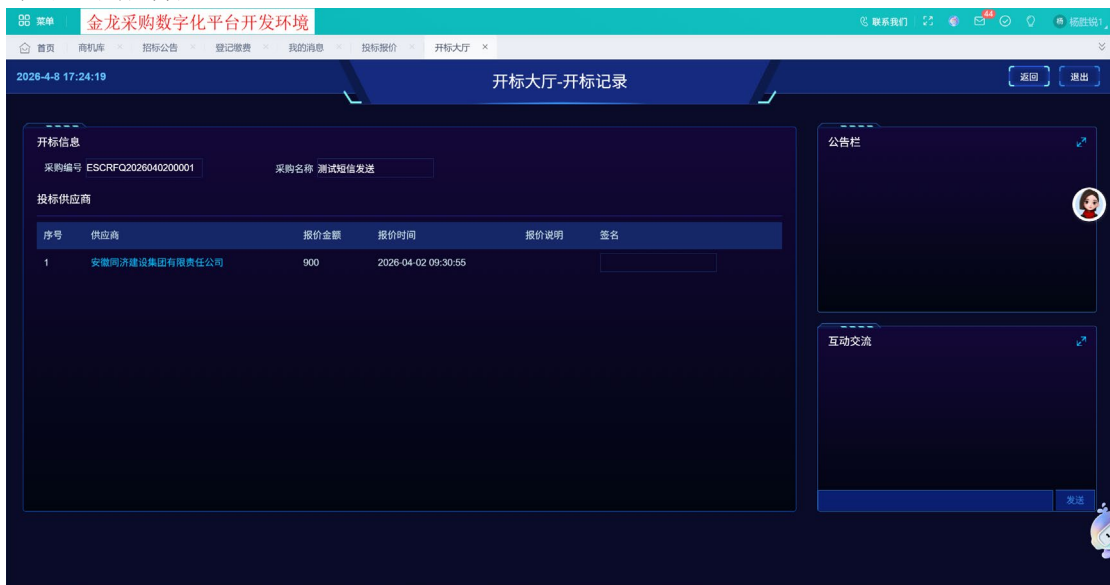 菜单 金龙采购数字化平台开发环境 联系我们 44 杨胜锐1
首页 商机库 招标公告 登记缴费 我的消息 投标报价 开标大厅
2026-4-8 17:24:19 开标大厅-开标记录 返回 退出
开标信息
采购编号 ESCRFQ2026040200001 采购名称 测试短信发送
投标供应商
序号 供应商 报价金额 报价时间 报价说明 签名
1 安徽同济建设集团有限责任公司 900 2026-04-02 09:30:55
公告栏
互动交流
发送